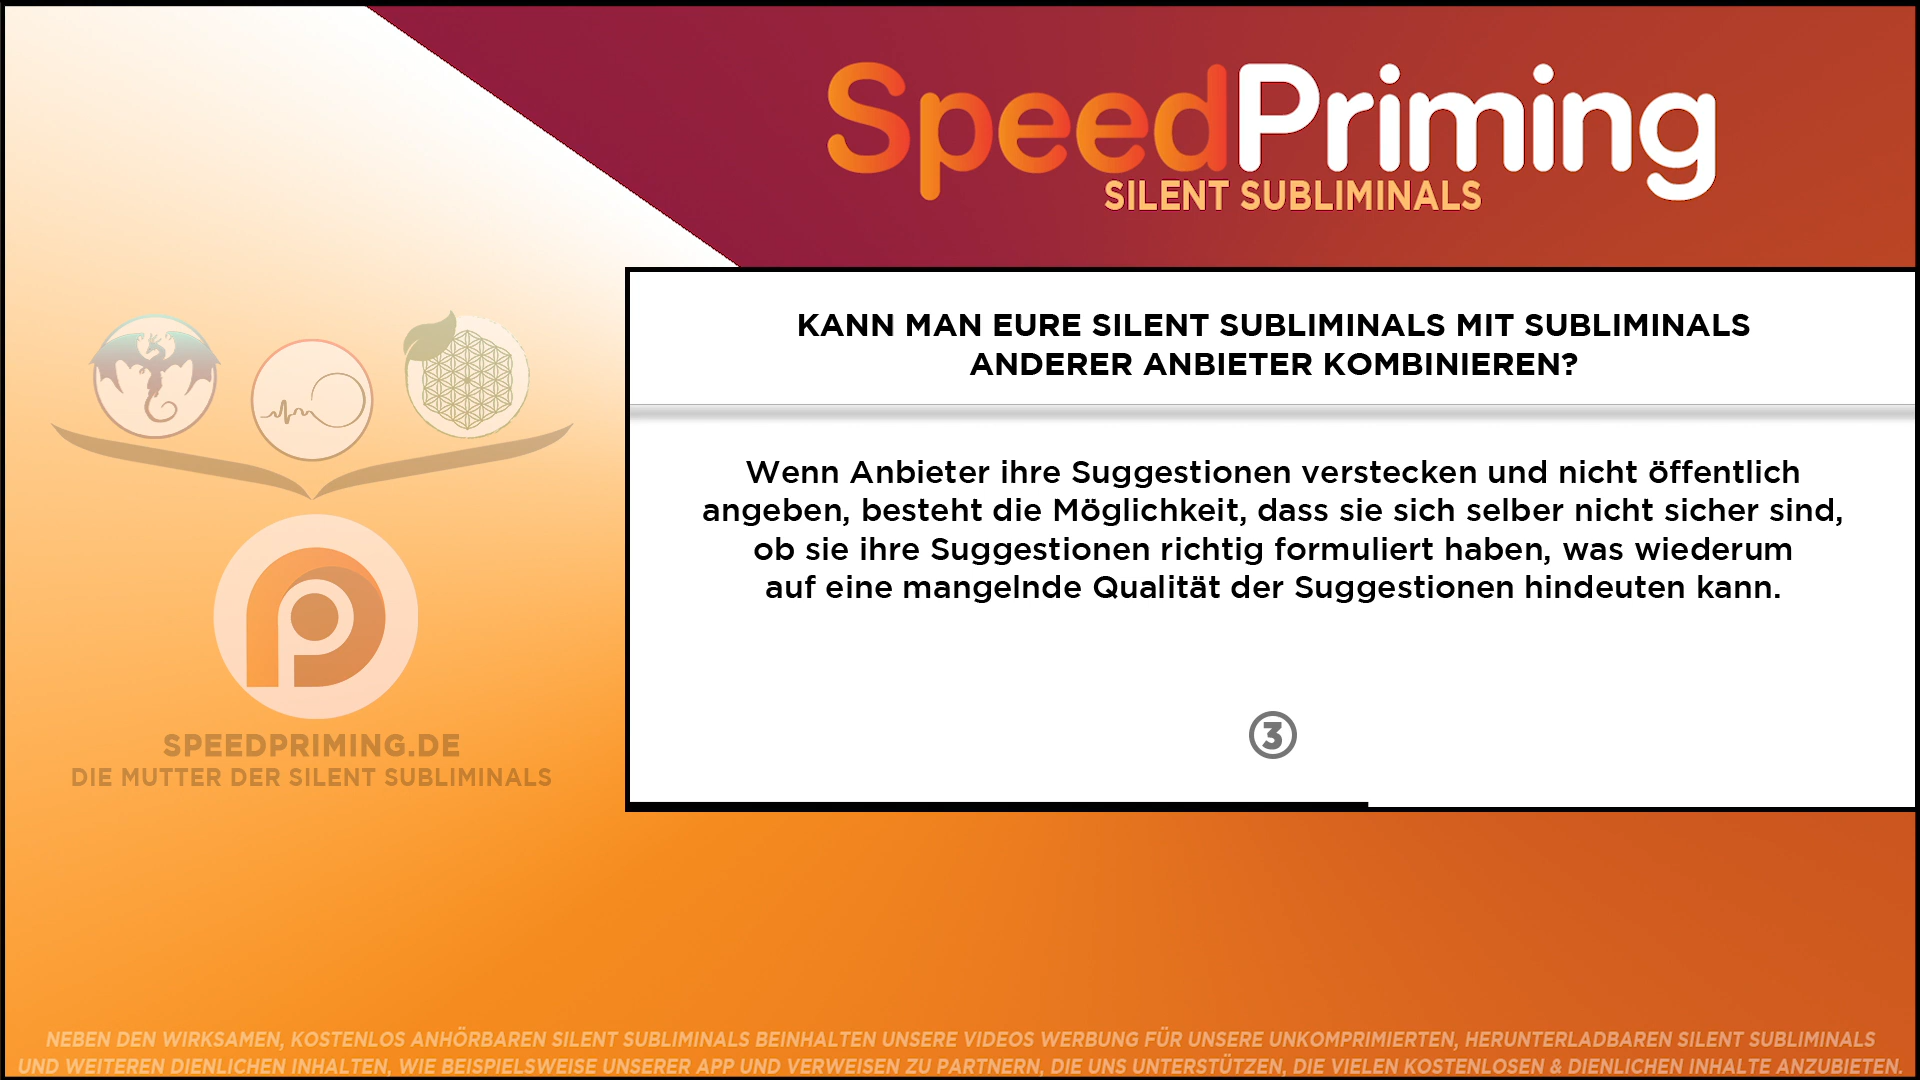 SpeedPriming
SILENT SUBLIMINALS
KANN MAN EURE SILENT SUBLIMINALS MIT SUBLIMINALS
ANDERER ANBIETER KOMBINIEREN?
Wenn Anbieter ihre Suggestionen verstecken und nicht öffentlich
angeben, besteht die Möglichkeit, dass sie sich selber nicht sicher sind,
ob sie ihre Suggestionen richtig formuliert haben, was wiederum
auf eine mangelnde Qualität der Suggestionen hindeuten kann.
3
SPEEDPRIMING.DE
DIE MUTTER DER SILENT SUBLIMINALS
NEBEN DEN WIRKSAMEN, KOSTENLOS ANHÖRBAREN SILENT SUBLIMINALS BEINHALTEN UNSERE VIDEOS WERBUNG FÜR UNSERE UNKOMPRIMIERTEN, HERUNTERLADBAREN SILENT SUBLIMINALS
UND WEITEREN DIENLICHEN INHALTEN, WIE BEISPIELSWEISE UNSERER APP UND VERWEISEN ZU PARTNERN, DIE UNS UNTERSTÜTZEN, DIE VIELEN KOSTENLOSEN & DIENLICHEN INHALTE ANZUBIETEN.